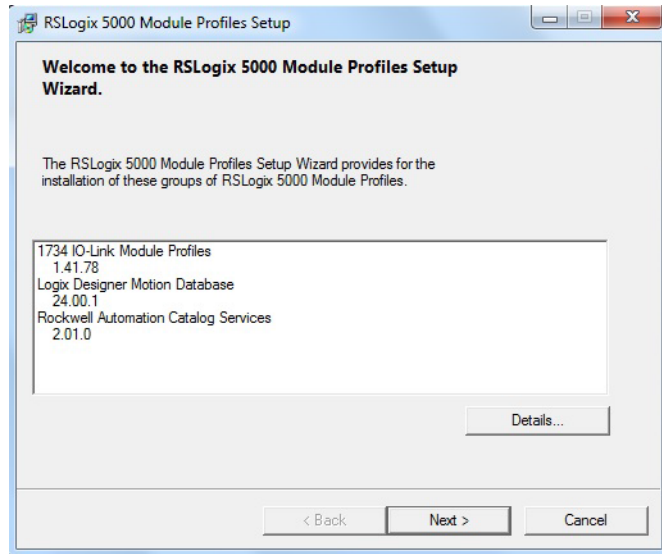 RSLogix 5000 Module Profiles Setup
Welcome to the RSLogix 5000 Module Profiles Setup
Wizard.
The RSLogix 5000 Module Profiles Setup Wizard provides for the
installation of these groups of RSLogix 5000 Module Profiles.
1734 IO-Link Module Profiles
1.41.78
Logix Designer Motion Database
24.00.1
Rockwell Automation Catalog Services
2.01.0
Details...
< Back
Next >
Cancel